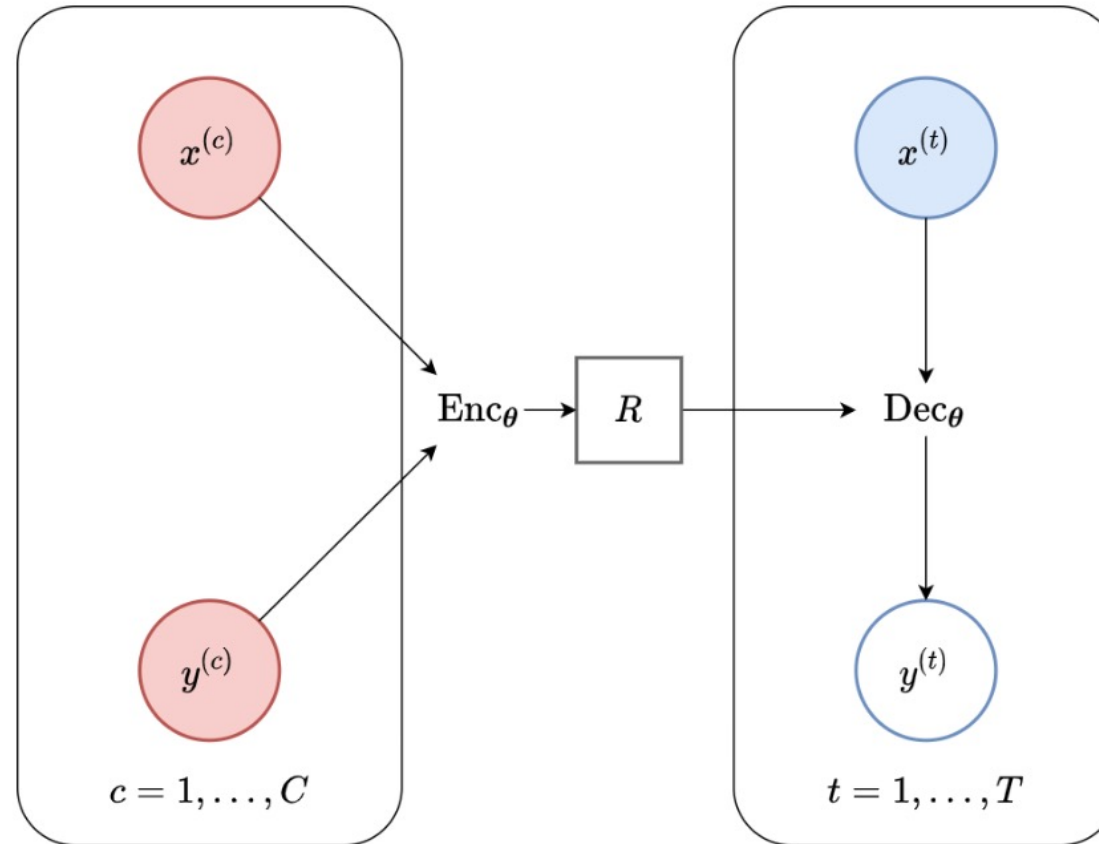 x^{(c)}
x^{(t)}
Enc_θ
R
Dec_θ
y^{(c)}
y^{(t)}
c = 1, . . . , C
t = 1, . . . , T